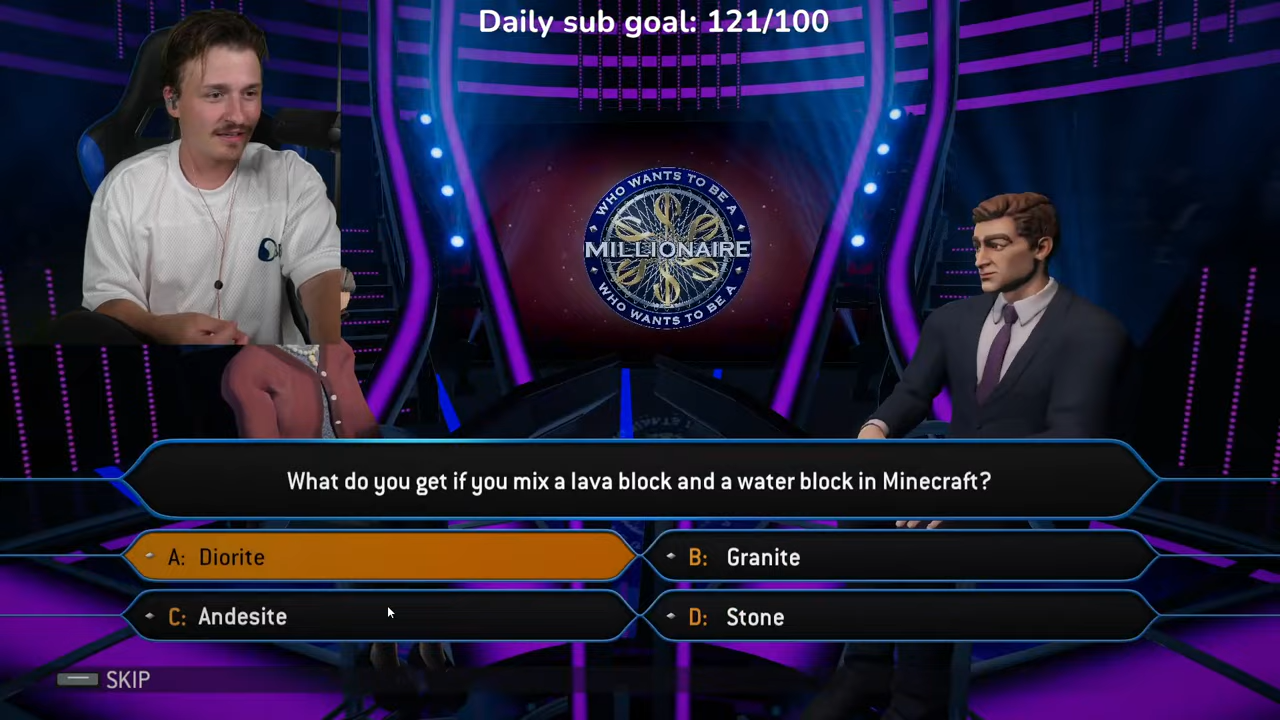 Daily sub goal: 121/100
WHO WANTS TO BE A
MILLIONAIRE
WHO WANTS TO BE A
What do you get if you mix a lava block and a water block in Minecraft?
A: Diorite
B: Granite
C: Andesite
D: Stone
SKIP